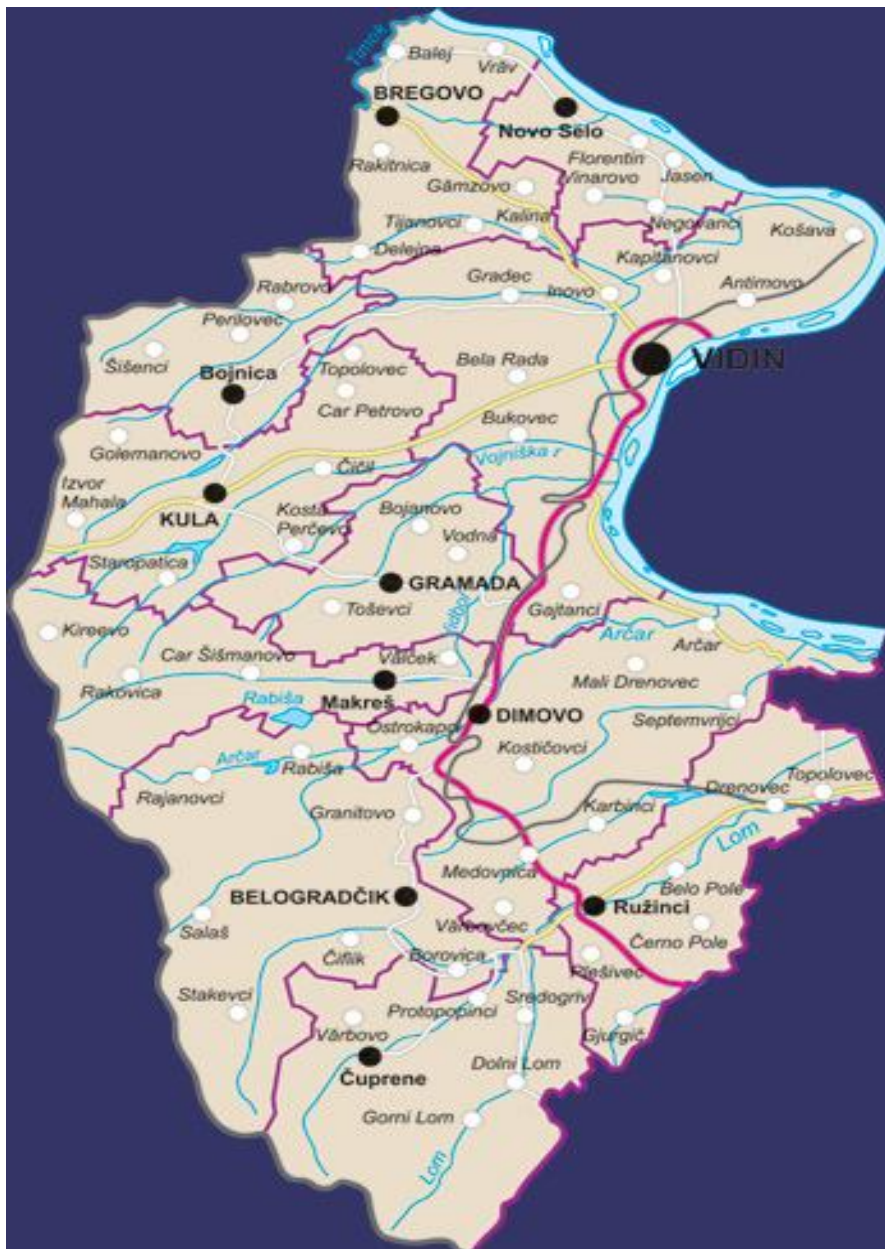 Timok
Balej
Vrăv
BREGOVO
Novo Selo
Rakitnica
Florentin
Jasen
Gămzovo
Vinarovo
Tijanovci
Kalina
Negovanci
Košava
Delejna
Kapitanovci
Gradec
Inovo
Antimovo
Rabrovo
Perilovec
Šišenci
Topolovec
Bela Rada
VIDIN
Bojnica
Car Petrovo
Bukovec
Golemanovo
Čičil
Vojniška r
Izvor
Mahala
KULA
Kosta
Perčevo
Bojanovo
Vodna
Staropatica
GRAMADA
Toševci
Gajtanci
Vidbol
Kireevo
Arčar
Arčar
Car Šišmanovo
Vălček
Rakovica
Makreš
Mali Drenovec
Rabiša
DIMOVO
Septemvrijci
Ostrokapci
Arčar
Rabiša
Kostičovci
Rajanovci
Granitovo
Karbinci
Drenovec
Topolovec
Lom
Medovnica
BELOGRADČIK
Belo Pole
Ružinci
Salaš
Vărbovčec
Černo Pole
Čiflik
Borovica
Plešivec
Stakevci
Protopopinci
Sredogriv
Vărbovo
Gjurgič
Čuprene
Dolni Lom
Gorni Lom
Lom